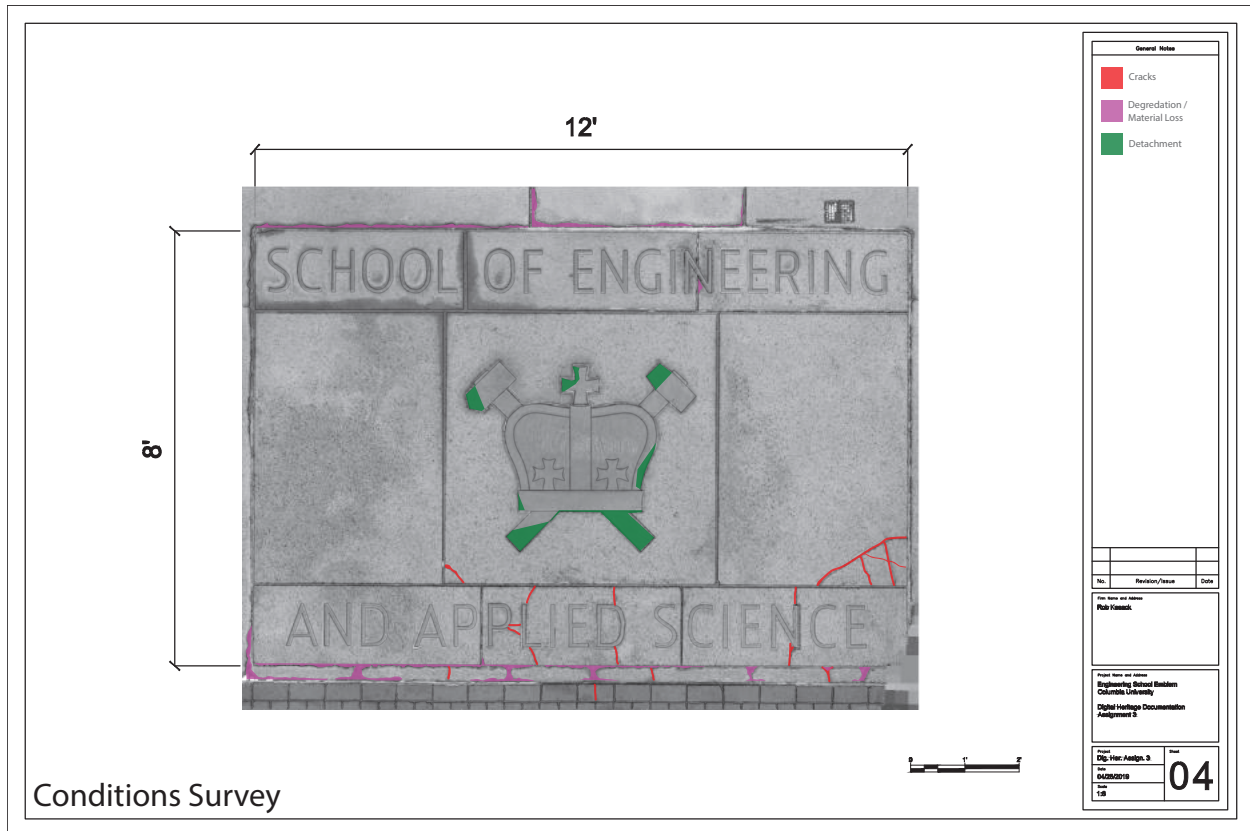 12'
8'
SCHOOL OF ENGINEERING
AND APPLIED SCIENCE
0 1' 2'
Conditions Survey
General Notes
Cracks
Degredation /
Material Loss
Detachment
No. Revision/Issue Date
Firm Name and Address
Rob Kesack
Project Name and Address
Engineering School Emblem
Columbia University
Digital Heritage Documentation
Assignment 3
Project
Dig. Her. Assign. 3
Date
04/25/2019
Scale
1:8
Sheet
04